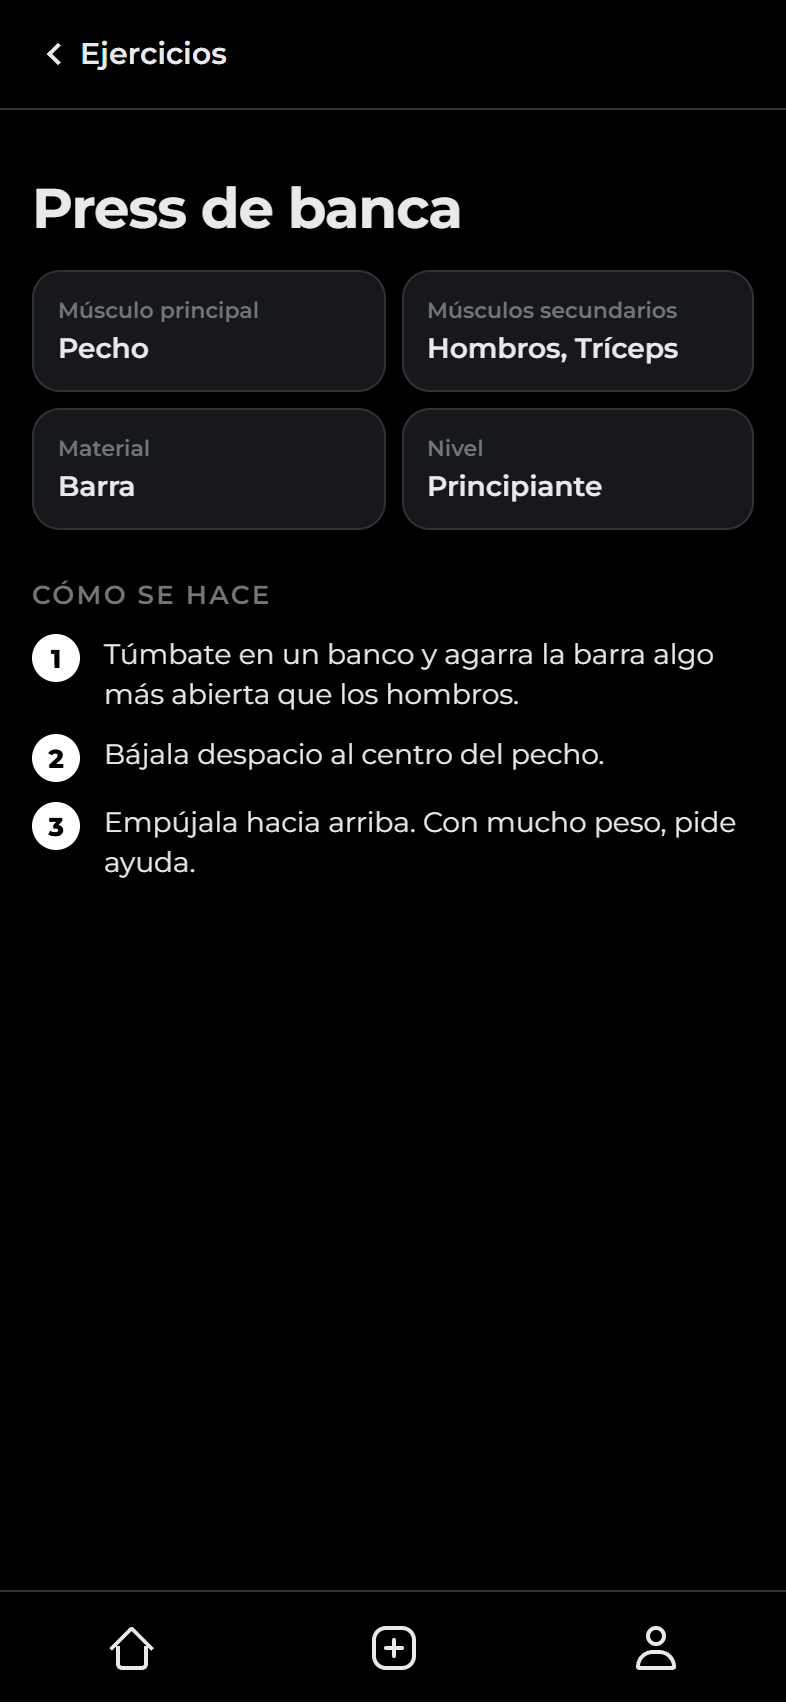 Ejercicios
Press de banca
Músculo principal
Pecho
Músculos secundarios
Hombros, Tríceps
Material
Barra
Nivel
Principiante
CÓMO SE HACE
1 Túmbate en un banco y agarra la barra algo
más abierta que los hombros.
2 Bájala despacio al centro del pecho.
3 Empújala hacia arriba. Con mucho peso, pide
ayuda.